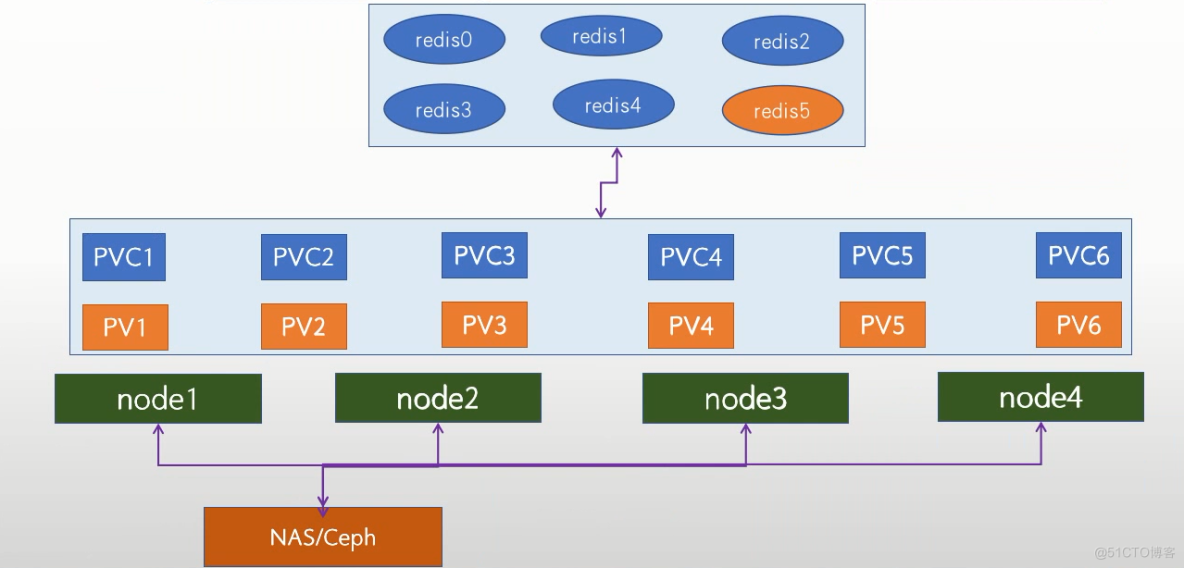 redis0 redis1 redis2
redis3 redis4 redis5
PVC1 PVC2 PVC3 PVC4 PVC5 PVC6
PV1 PV2 PV3 PV4 PV5 PV6
node1 node2 node3 node4
NAS/Ceph
@51CTO博客